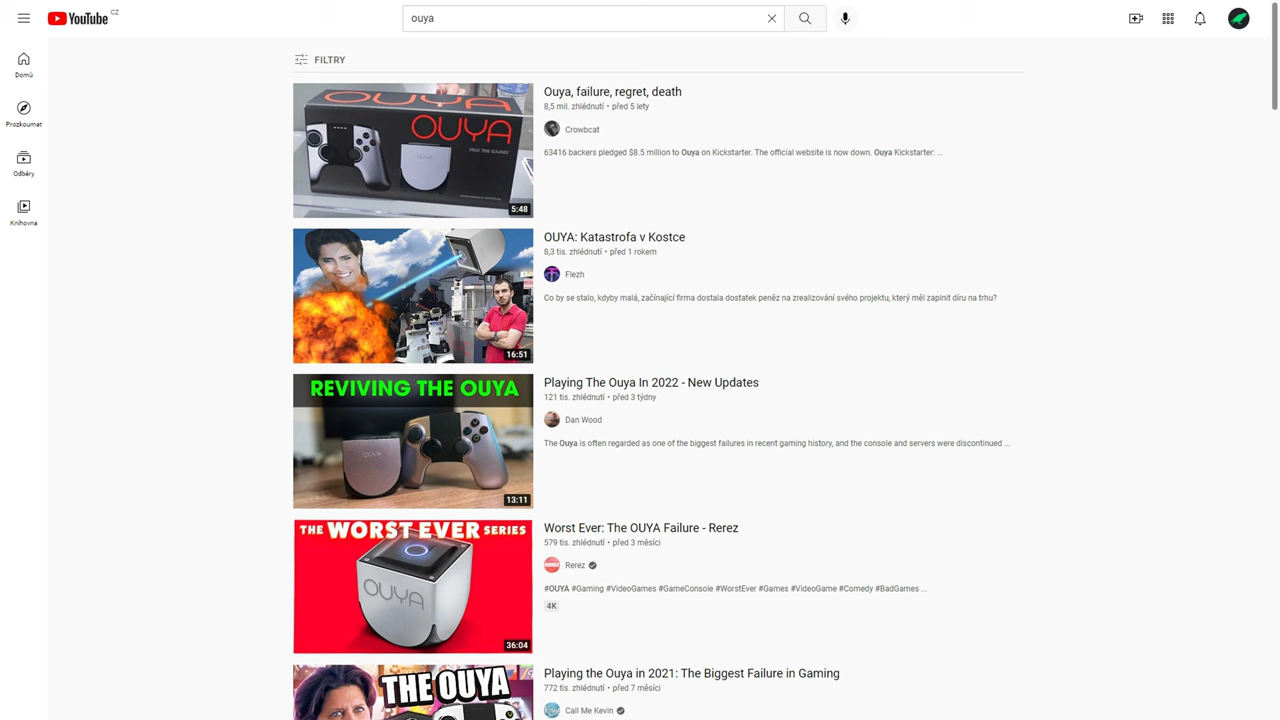 YouTube CZ
ouya
Domů
Prozkoumat
Odběry
Knihovna
FILTRY
OUYA
OUYA
5:48
Ouya, failure, regret, death
8,5 mil. zhlédnutí • před 5 lety
Crowbcat
63416 backers pledged $8.5 million to Ouya on Kickstarter. The official website is now down. Ouya Kickstarter: ...
16:51
OUYA: Katastrofa v Kostce
8,3 tis. zhlédnutí • před 1 rokem
Flezh
Co by se stalo, kdyby malá, začínající firma dostala dostatek peněz na zrealizování svého projektu, který měl zaplnit díru na trhu?
REVIVING THE OUYA
OUYA
13:11
Playing The Ouya In 2022 - New Updates
121 tis. zhlédnutí • před 3 týdny
Dan Wood
The Ouya is often regarded as one of the biggest failures in recent gaming history, and the console and servers were discontinued ...
THE WORST EVER SERIES
OUYA
36:04
Worst Ever: The OUYA Failure - Rerez
579 tis. zhlédnutí • před 3 měsíci
REREZ
Rerez
#OUYA #Gaming #VideoGames #GameConsole #WorstEver #Games #VideoGame #Comedy #BadGames ...
4K
THE OUYA
Playing the Ouya in 2021: The Biggest Failure in Gaming
772 tis. zhlédnutí • před 7 měsíci
Call Me Kevin